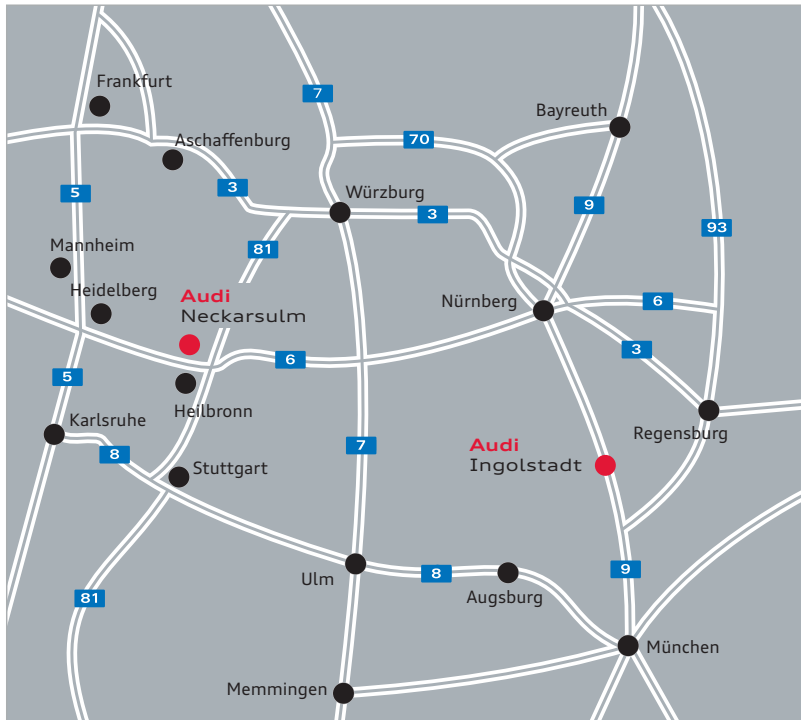 Frankfurt
7
Bayreuth
70
Aschaffenburg
3
5
Würzburg
3
9
93
81
Mannheim
Heidelberg
Audi
Neckarsulm
Nürnberg
6
6
3
5
Heilbronn
Karlsruhe
Regensburg
8
7
Audi
Ingolstadt
Stuttgart
Ulm
8
9
Augsburg
81
München
Memmingen